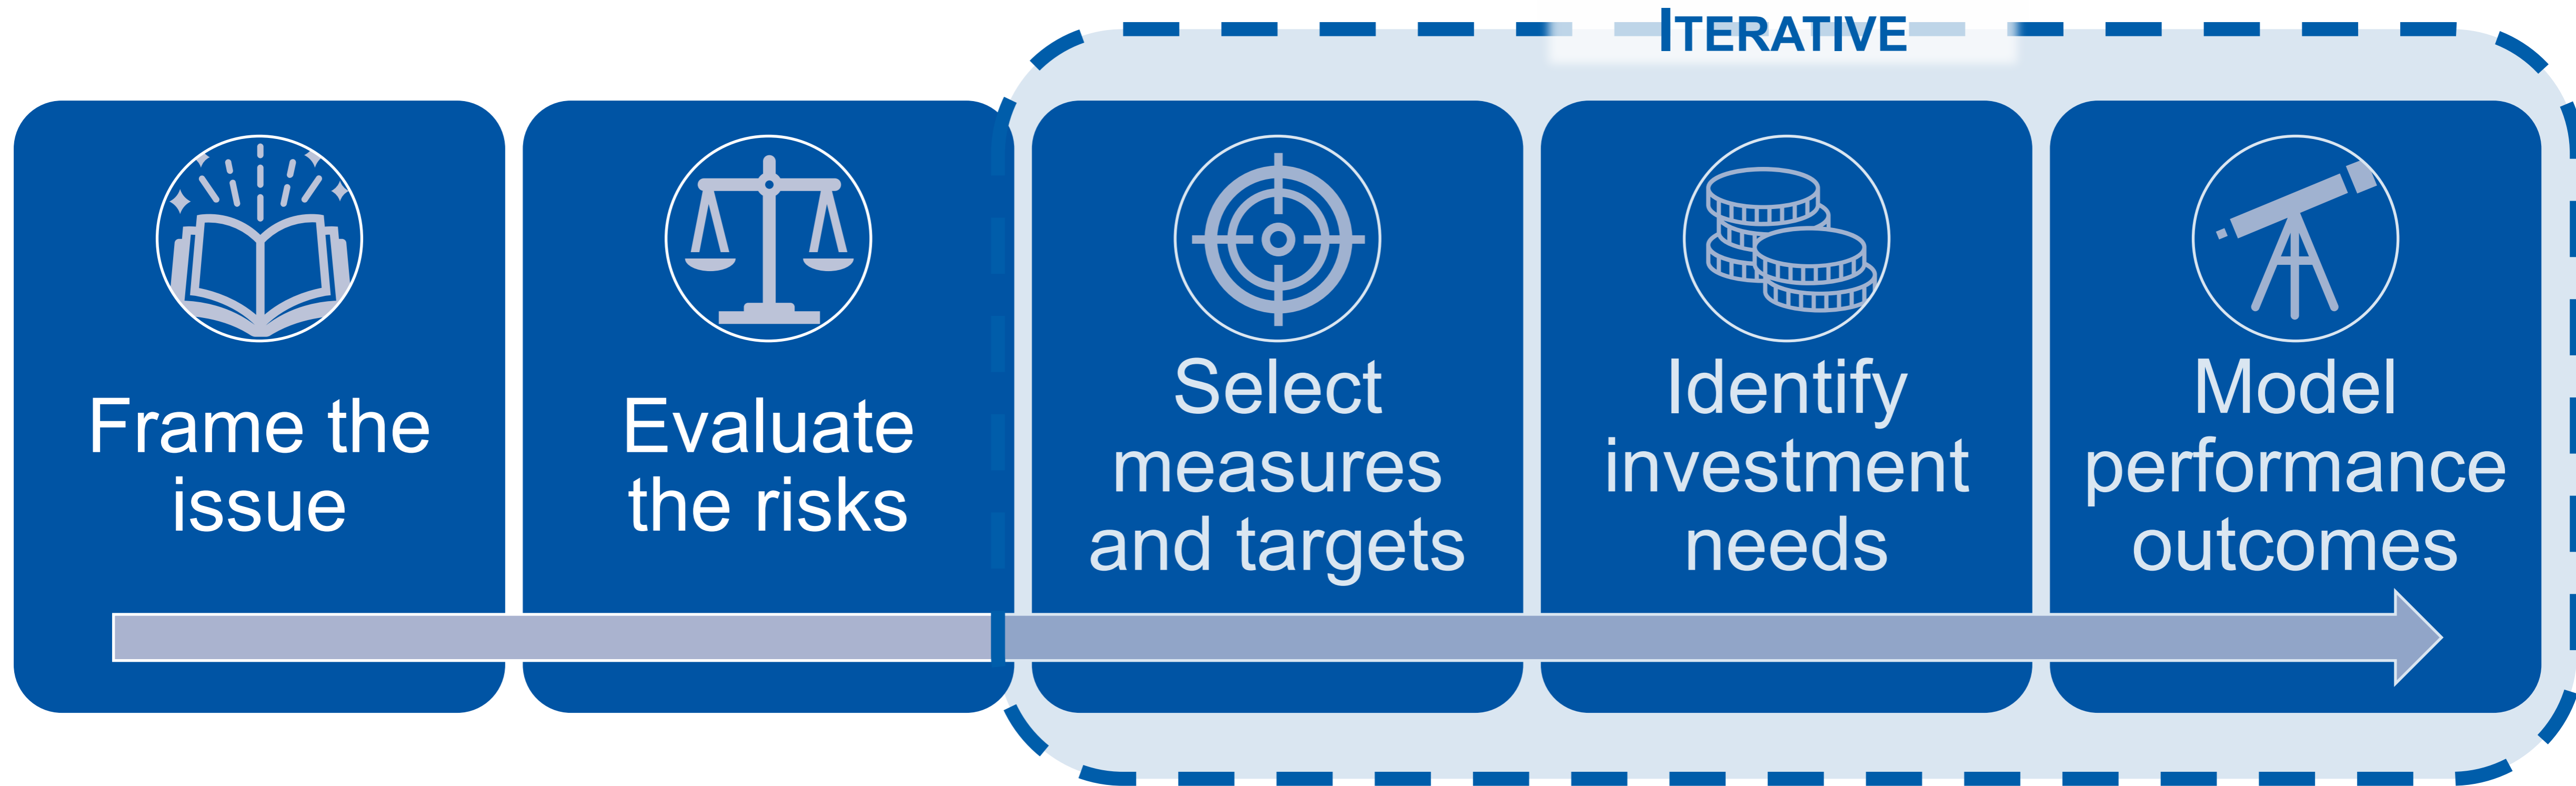 ITERATIVE
Frame the
issue
Evaluate
the risks
Select
measures
and targets
Identify
investment
needs
Model
performance
outcomes